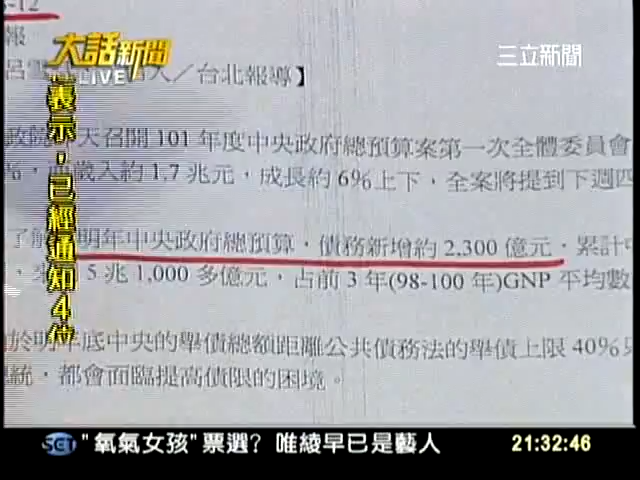 -12
大話新聞
LIVE
三立新聞
報
呂雪 人/台北報導】
表示,已經通知4位
政院 天召開101年度中央政府總預算案第一次全體委員會
%,而歲入約1.7兆元,成長約6%上下,全案將提到下週四
了解 明年中央政府總預算,債務新增約2,300億元,累計
5兆1,000多億元,占前3年(98-100年)GNP平均數
於明年底中央的舉債總額距離公共債務法的舉債上限40%
統,都會面臨提高債限的困境。
SET "氧氣女孩"票選? 唯綾早已是藝人 21:32:46